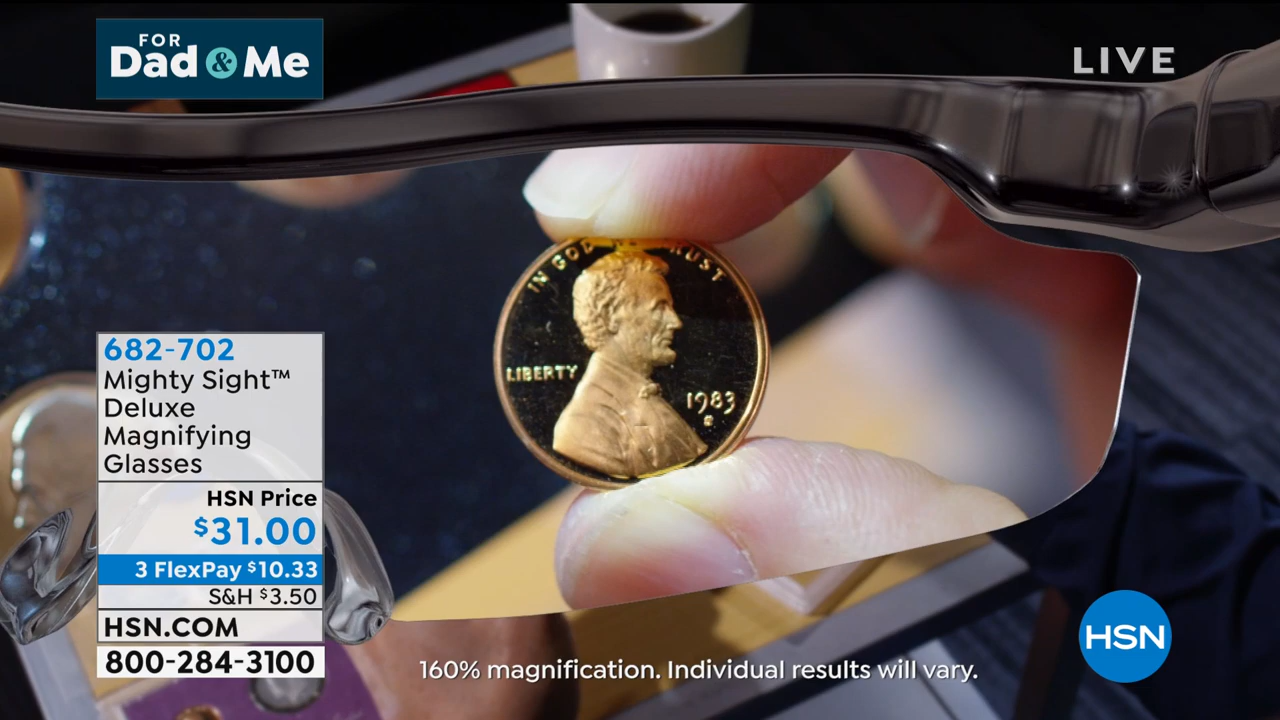 FOR
Dad & Me
LIVE
IN GOD
TRUST
LIBERTY
1983
S
682-702
Mighty Sight™
Deluxe
Magnifying
Glasses
HSN Price
$31.00
3 FlexPay $10.33
S&H $3.50
HSN.COM
800-284-3100
HSN
160% magnification. Individual results will vary.